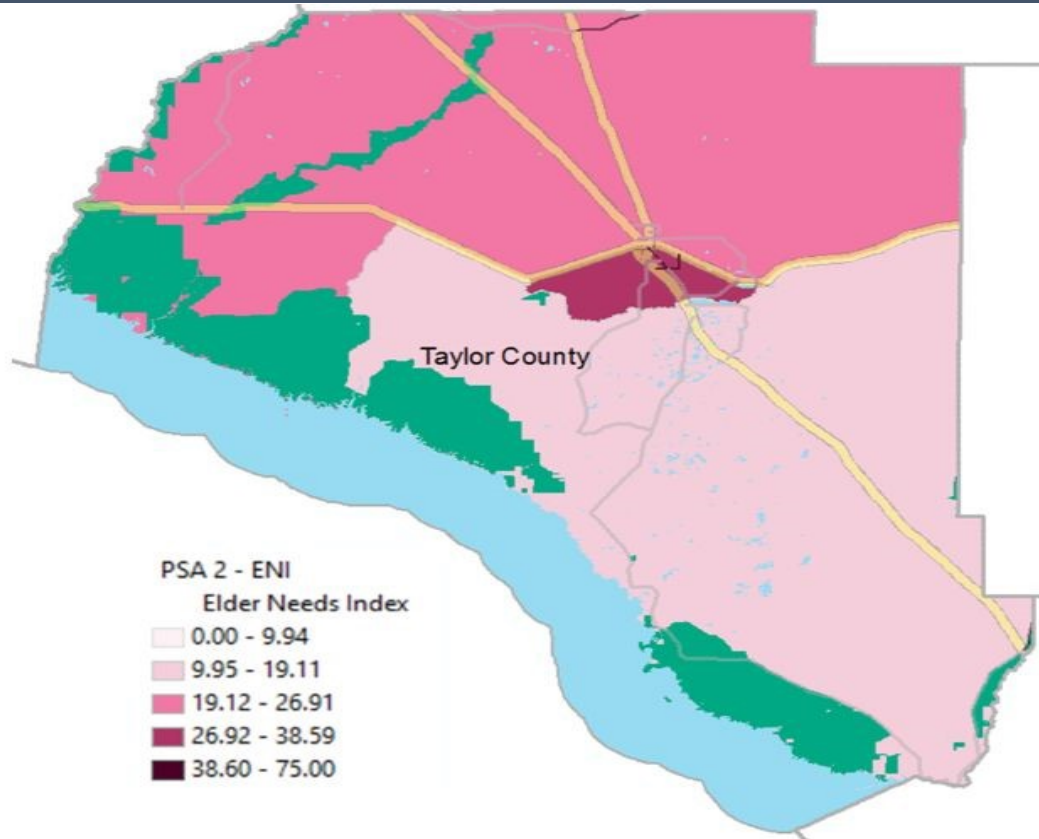 Taylor County
PSA 2 - ENI
Elder Needs Index
0.00 - 9.94
9.95 - 19.11
19.12 - 26.91
26.92 - 38.59
38.60 - 75.00